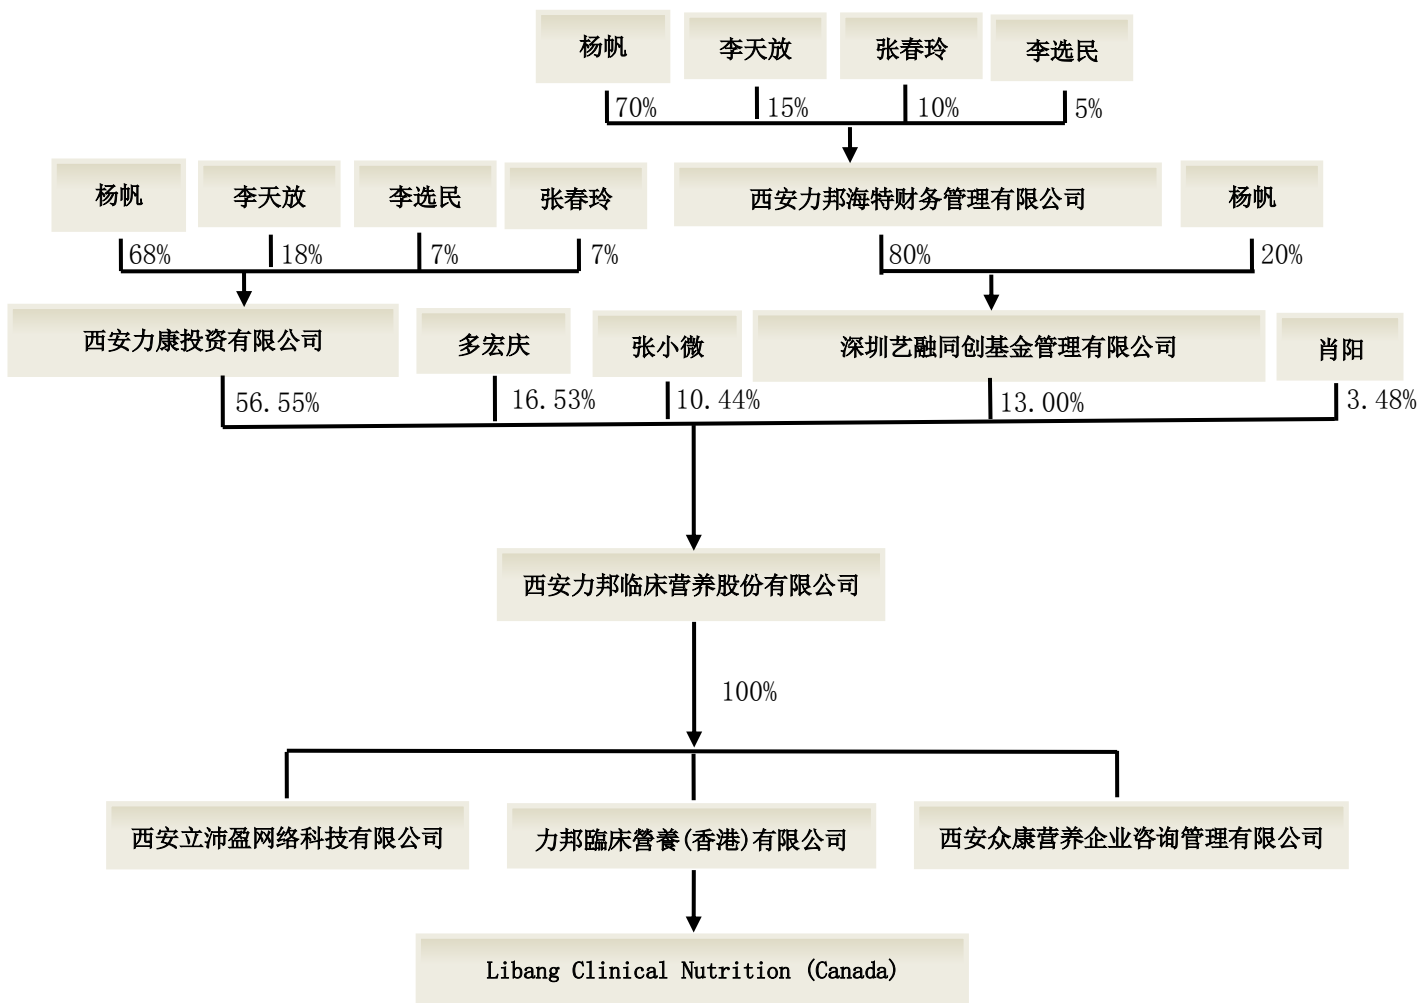 杨帆
李天放
张春玲
李选民
70%
15%
10%
5%
杨帆
李天放
李选民
张春玲
西安力邦海特财务管理有限公司
杨帆
68%
18%
7%
7%
80%
20%
西安力康投资有限公司
多宏庆
张小微
深圳艺融同创基金管理有限公司
肖阳
56.55%
16.53%
10.44%
13.00%
3.48%
西安力邦临床营养股份有限公司
100%
西安立沛盈网络科技有限公司
力邦臨床營養(香港)有限公司
西安众康营养企业咨询管理有限公司
Libang Clinical Nutrition (Canada)